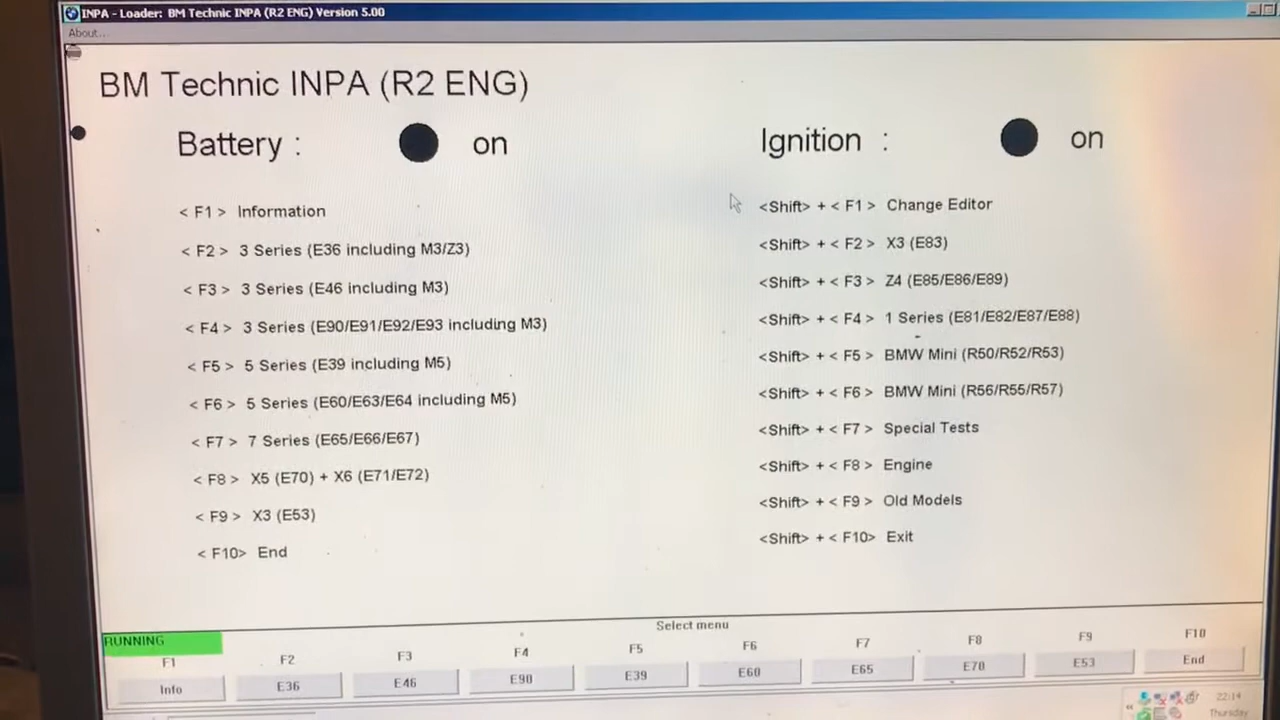 INPA - Loader: BM Technic INPA (R2 ENG) Version 5.00
About...
BM Technic INPA (R2 ENG)
Battery : on
Ignition : on
< F1 > Information
< F2 > 3 Series (E36 including M3/Z3)
< F3 > 3 Series (E46 including M3)
< F4 > 3 Series (E90/E91/E92/E93 including M3)
< F5 > 5 Series (E39 including M5)
< F6 > 5 Series (E60/E63/E64 including M5)
< F7 > 7 Series (E65/E66/E67)
< F8 > X5 (E70) + X6 (E71/E72)
< F9 > X3 (E53)
< F10> End
<Shift> + < F1 > Change Editor
<Shift> + < F2 > X3 (E83)
<Shift> + < F3 > Z4 (E85/E86/E89)
<Shift> + < F4 > 1 Series (E81/E82/E87/E88)
<Shift> + < F5 > BMW Mini (R50/R52/R53)
<Shift> + < F6 > BMW Mini (R56/R55/R57)
<Shift> + < F7 > Special Tests
<Shift> + < F8 > Engine
<Shift> + < F9 > Old Models
<Shift> + < F10> Exit
Select menu
RUNNING
F1 F2 F3 F4 F5 F6 F7 F8 F9 F10
Info E36 E46 E90 E39 E60 E65 E70 E53 End
22:14
Thursday